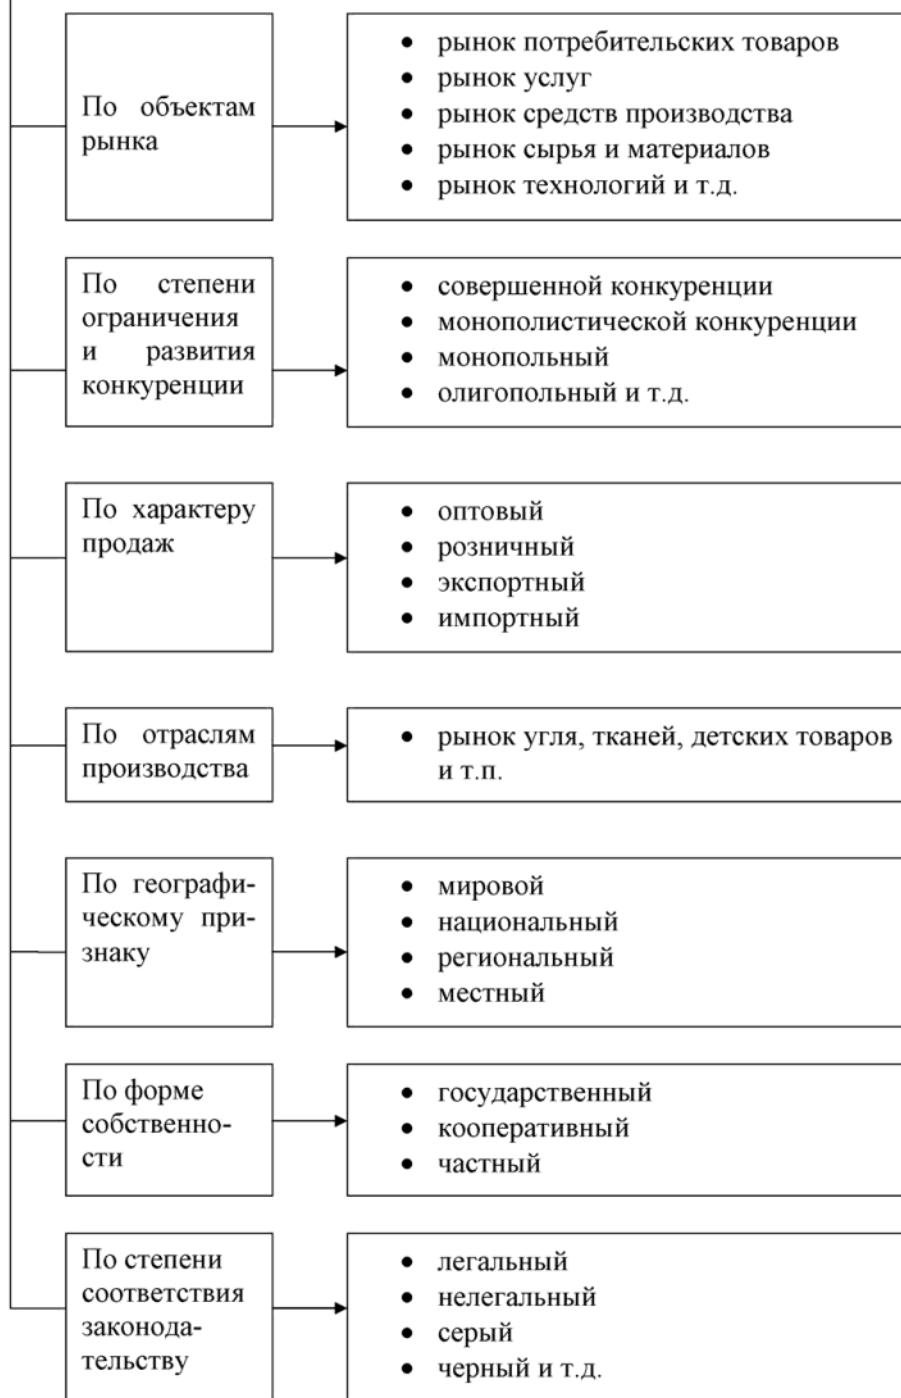 По объектам
рынка
• рынок потребительских товаров
• рынок услуг
• рынок средств производства
• рынок сырья и материалов
• рынок технологий и т.д.
По степени
ограничения
и развития
конкуренции
• совершенной конкуренции
• монополистической конкуренции
• монопольный
• олигопольный и т.д.
По характеру
продаж
• оптовый
• розничный
• экспортный
• импортный
По отраслям
производства
• рынок угля, тканей, детских товаров
и т.п.
По географи-
ческому при-
знаку
• мировой
• национальный
• региональный
• местный
По форме
собственно-
сти
• государственный
• кооперативный
• частный
По степени
соответствия
законода-
тельству
• легальный
• нелегальный
• серый
• черный и т.д.